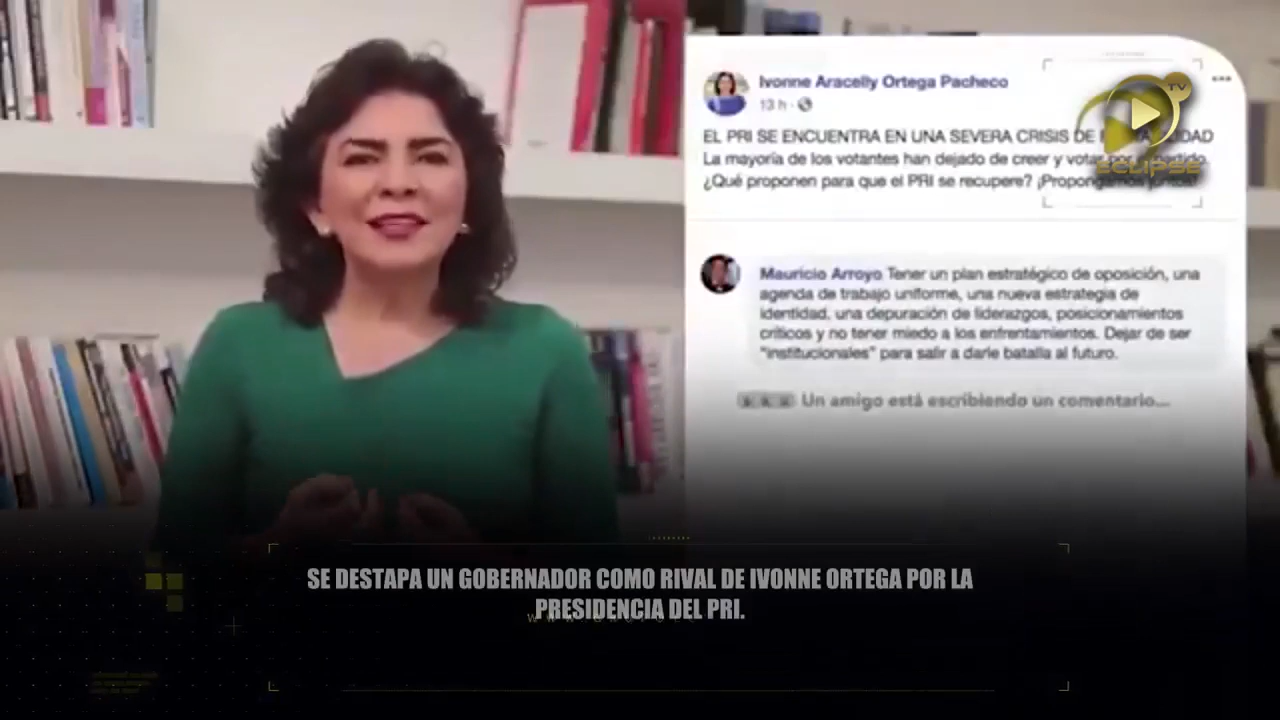 Ivonne Aracelly Ortega Pacheco
13 h
EL PRI SE ENCUENTRA EN UNA SEVERA CRISIS DE
La mayoría de los votantes han dejado de creer y votar
¿Qué proponen para que el PRI se recupere?
TV
ECLIPSE
Mauricio Arroyo Tener un plan estratégico de oposición, una
agenda de trabajo uniforme, una nueva estrategia de
identidad, una depuración de liderazgos, posicionamientos
críticos y no tener miedo a los enfrentamientos. Dejar de ser
"institucionales" para salir a darle batalla al futuro.
Un amigo está escribiendo un comentario...
SE DESTAPA UN GOBERNADOR COMO RIVAL DE IVONNE ORTEGA POR LA
PRESIDENCIA DEL PRI.